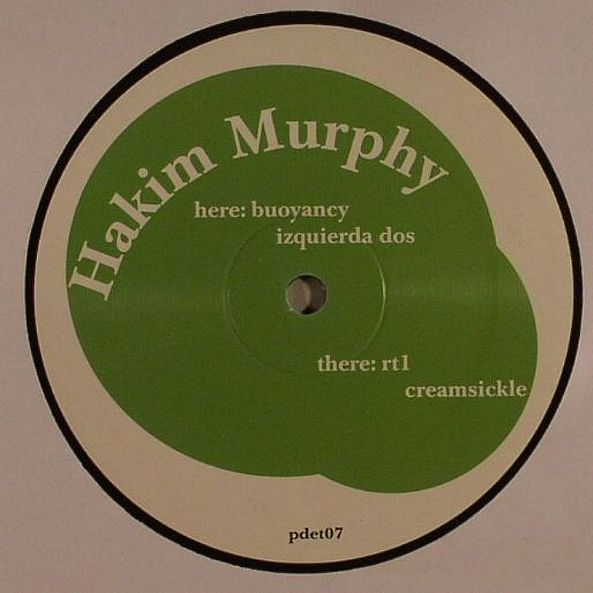 Hakim Murphy
here: buoyancy
izquierda dos
there: rt1
creamsickle
pdet07